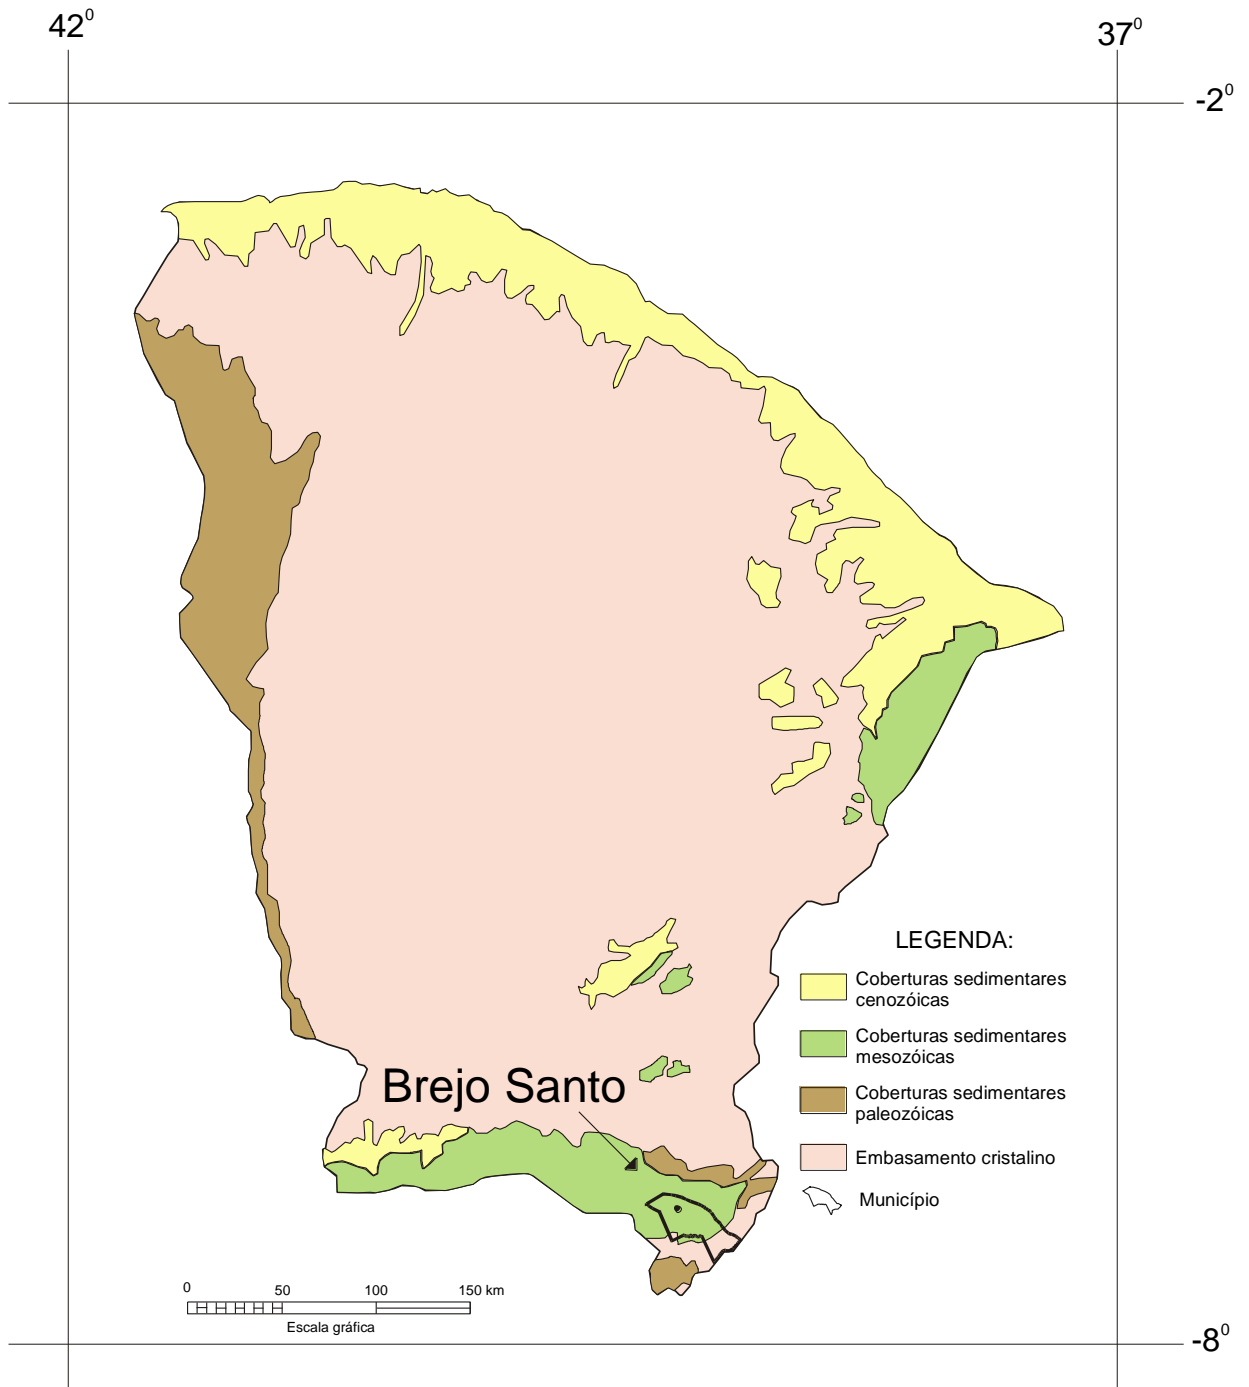 42⁰
37⁰
-2⁰
LEGENDA:
Coberturas sedimentares
cenozóicas
Coberturas sedimentares
mesozóicas
Coberturas sedimentares
paleozóicas
Embasamento cristalino
Município
Brejo Santo
0 50 100 150 km
Escala gráfica
-8⁰